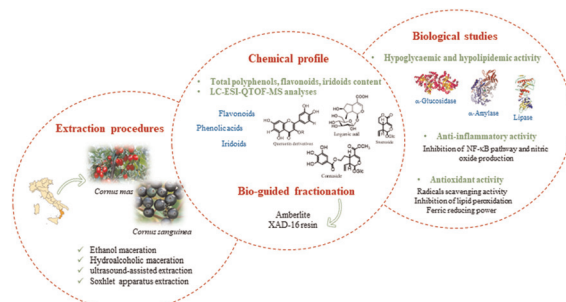 Extraction procedures
Cornus mas
Cornus sanguinea
✓ Ethanol maceration
✓ Hydroalcoholic maceration
✓ ultrasound-assisted extraction
✓ Soxhlet apparatus extraction
Chemical profile
• Total polyphenols, flavonoids, iridoids content
• LC-ESI-QTOF-MS analyses
Flavonoids
Phenolic acids
Iridoids
Quercetin derivatives
Loganic acid
Cornuside
Bio-guided fractionation
Amberlite
XAD-16 resin
Biological studies
• Hypoglycaemic and hypolipidemic activity
α-Glucosidase
α-Amylase
Lipase
• Anti-inflammatory activity
Inhibition of NF-κB pathway and nitric
oxide production
• Antioxidant activity
Radicals scavenging activity
Inhibition of lipid peroxidation
Ferric reducing power